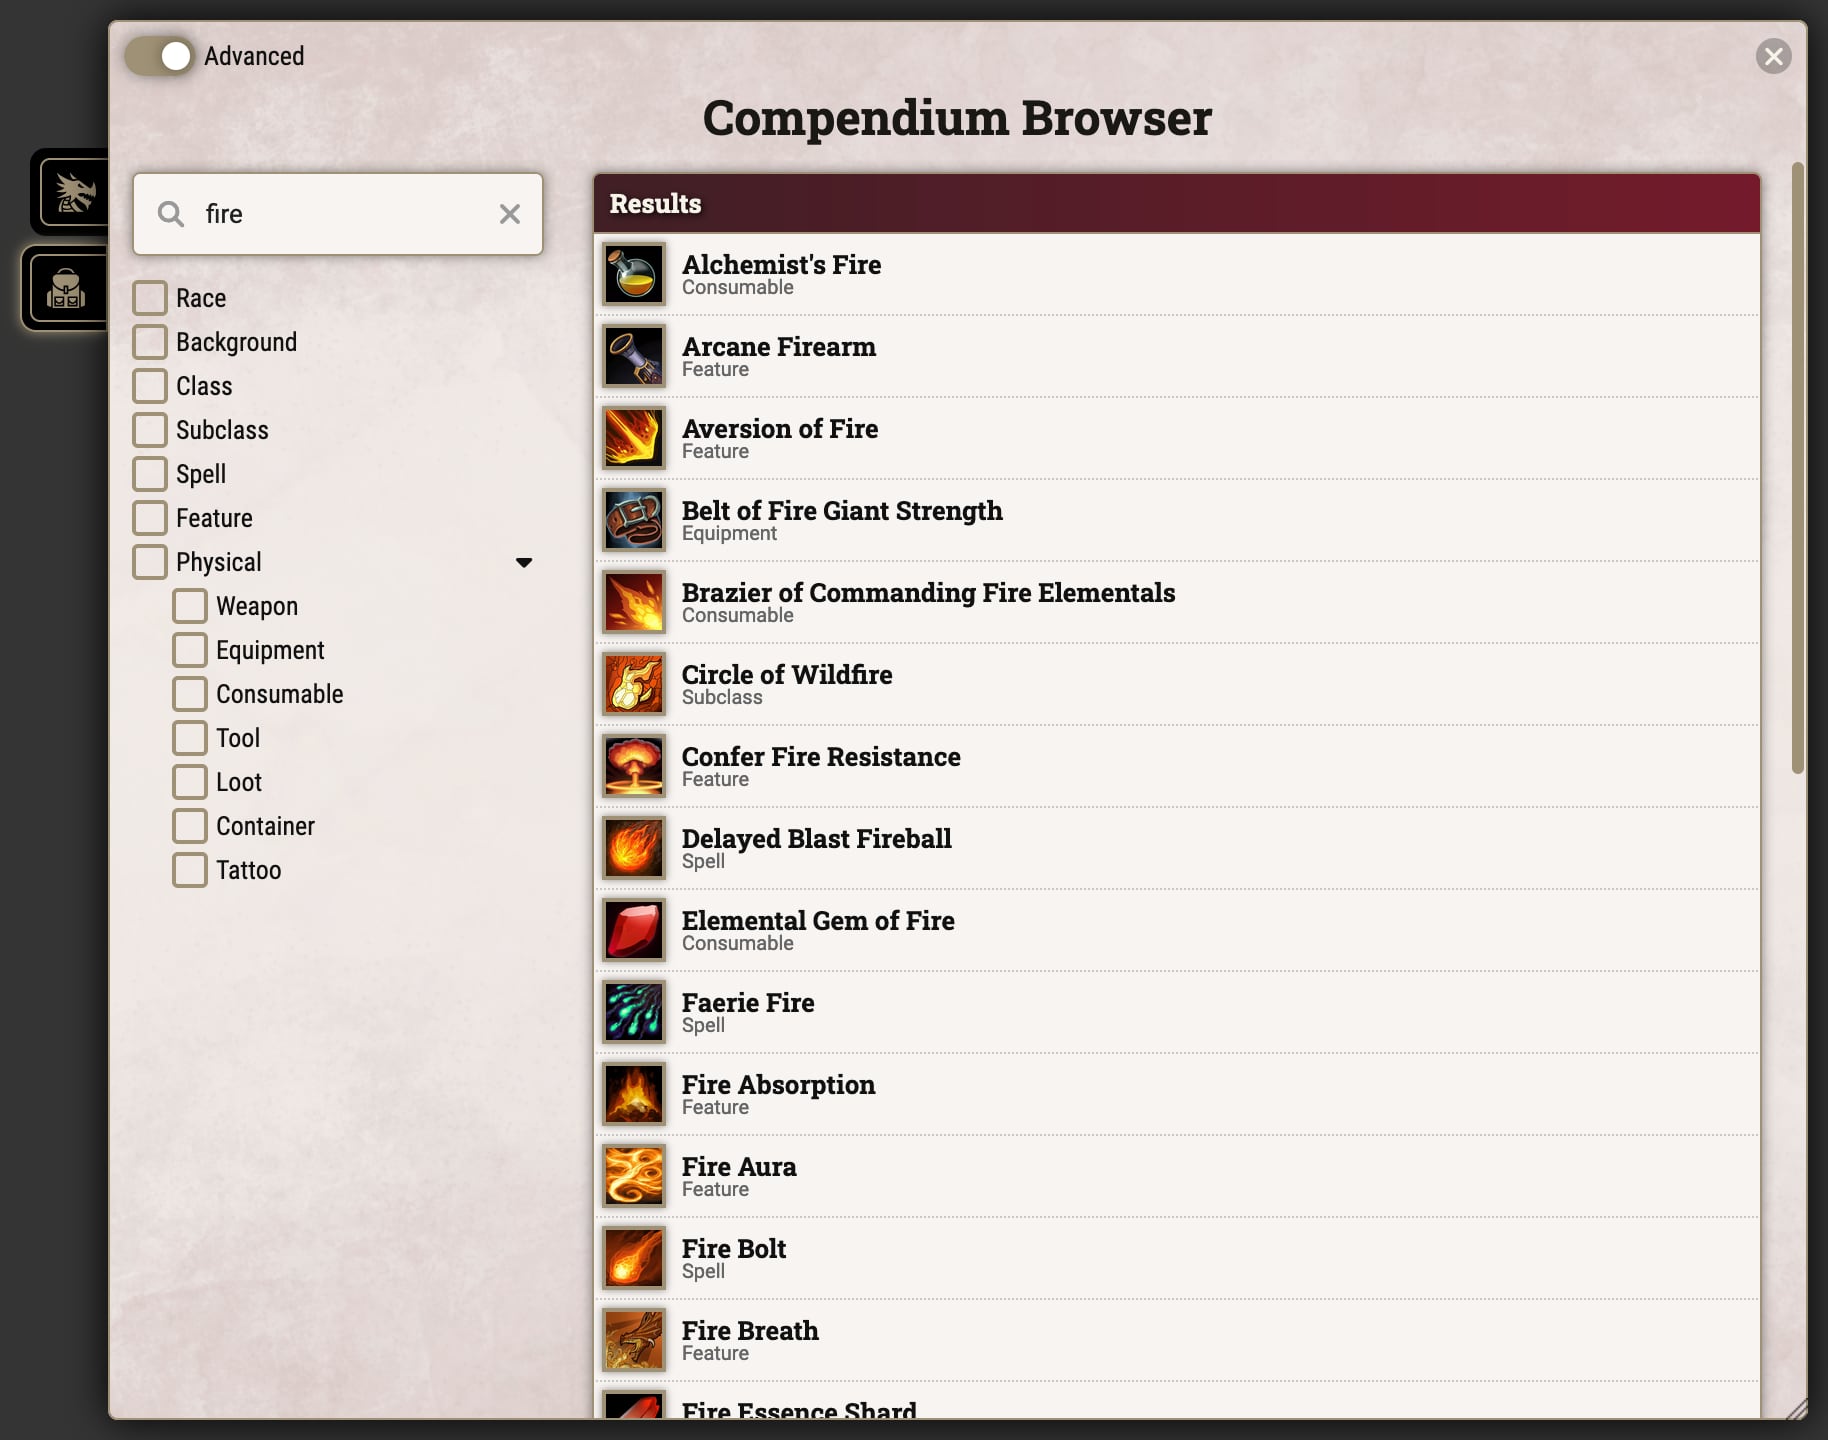 Advanced
Compendium Browser
fire
Race
Background
Class
Subclass
Spell
Feature
Physical
Weapon
Equipment
Consumable
Tool
Loot
Container
Tattoo
Results
Alchemist's Fire
Consumable
Arcane Firearm
Feature
Aversion of Fire
Feature
Belt of Fire Giant Strength
Equipment
Brazier of Commanding Fire Elementals
Consumable
Circle of Wildfire
Subclass
Confer Fire Resistance
Feature
Delayed Blast Fireball
Spell
Elemental Gem of Fire
Consumable
Faerie Fire
Spell
Fire Absorption
Feature
Fire Aura
Feature
Fire Bolt
Spell
Fire Breath
Feature
Fire Essence Shard